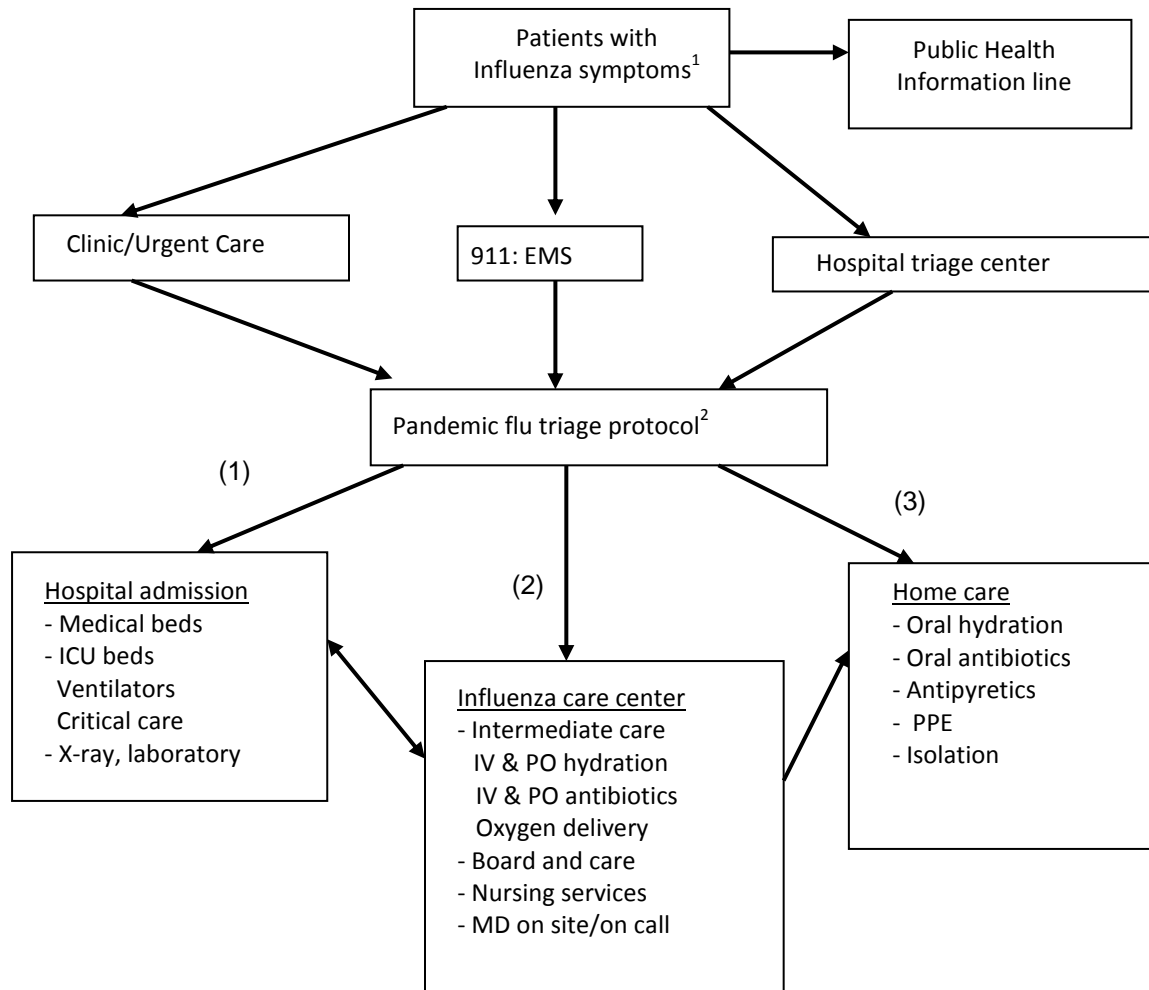 Patients with
Influenza symptoms1
Public Health
Information line
Clinic/Urgent Care
911: EMS
Hospital triage center
Pandemic flu triage protocol2
(1)
(2)
(3)
Hospital admission
- Medical beds
- ICU beds
Ventilators
Critical care
- X-ray, laboratory
Influenza care center
- Intermediate care
IV & PO hydration
IV & PO antibiotics
Oxygen delivery
- Board and care
- Nursing services
- MD on site/on call
Home care
- Oral hydration
- Oral antibiotics
- Antipyretics
- PPE
- Isolation